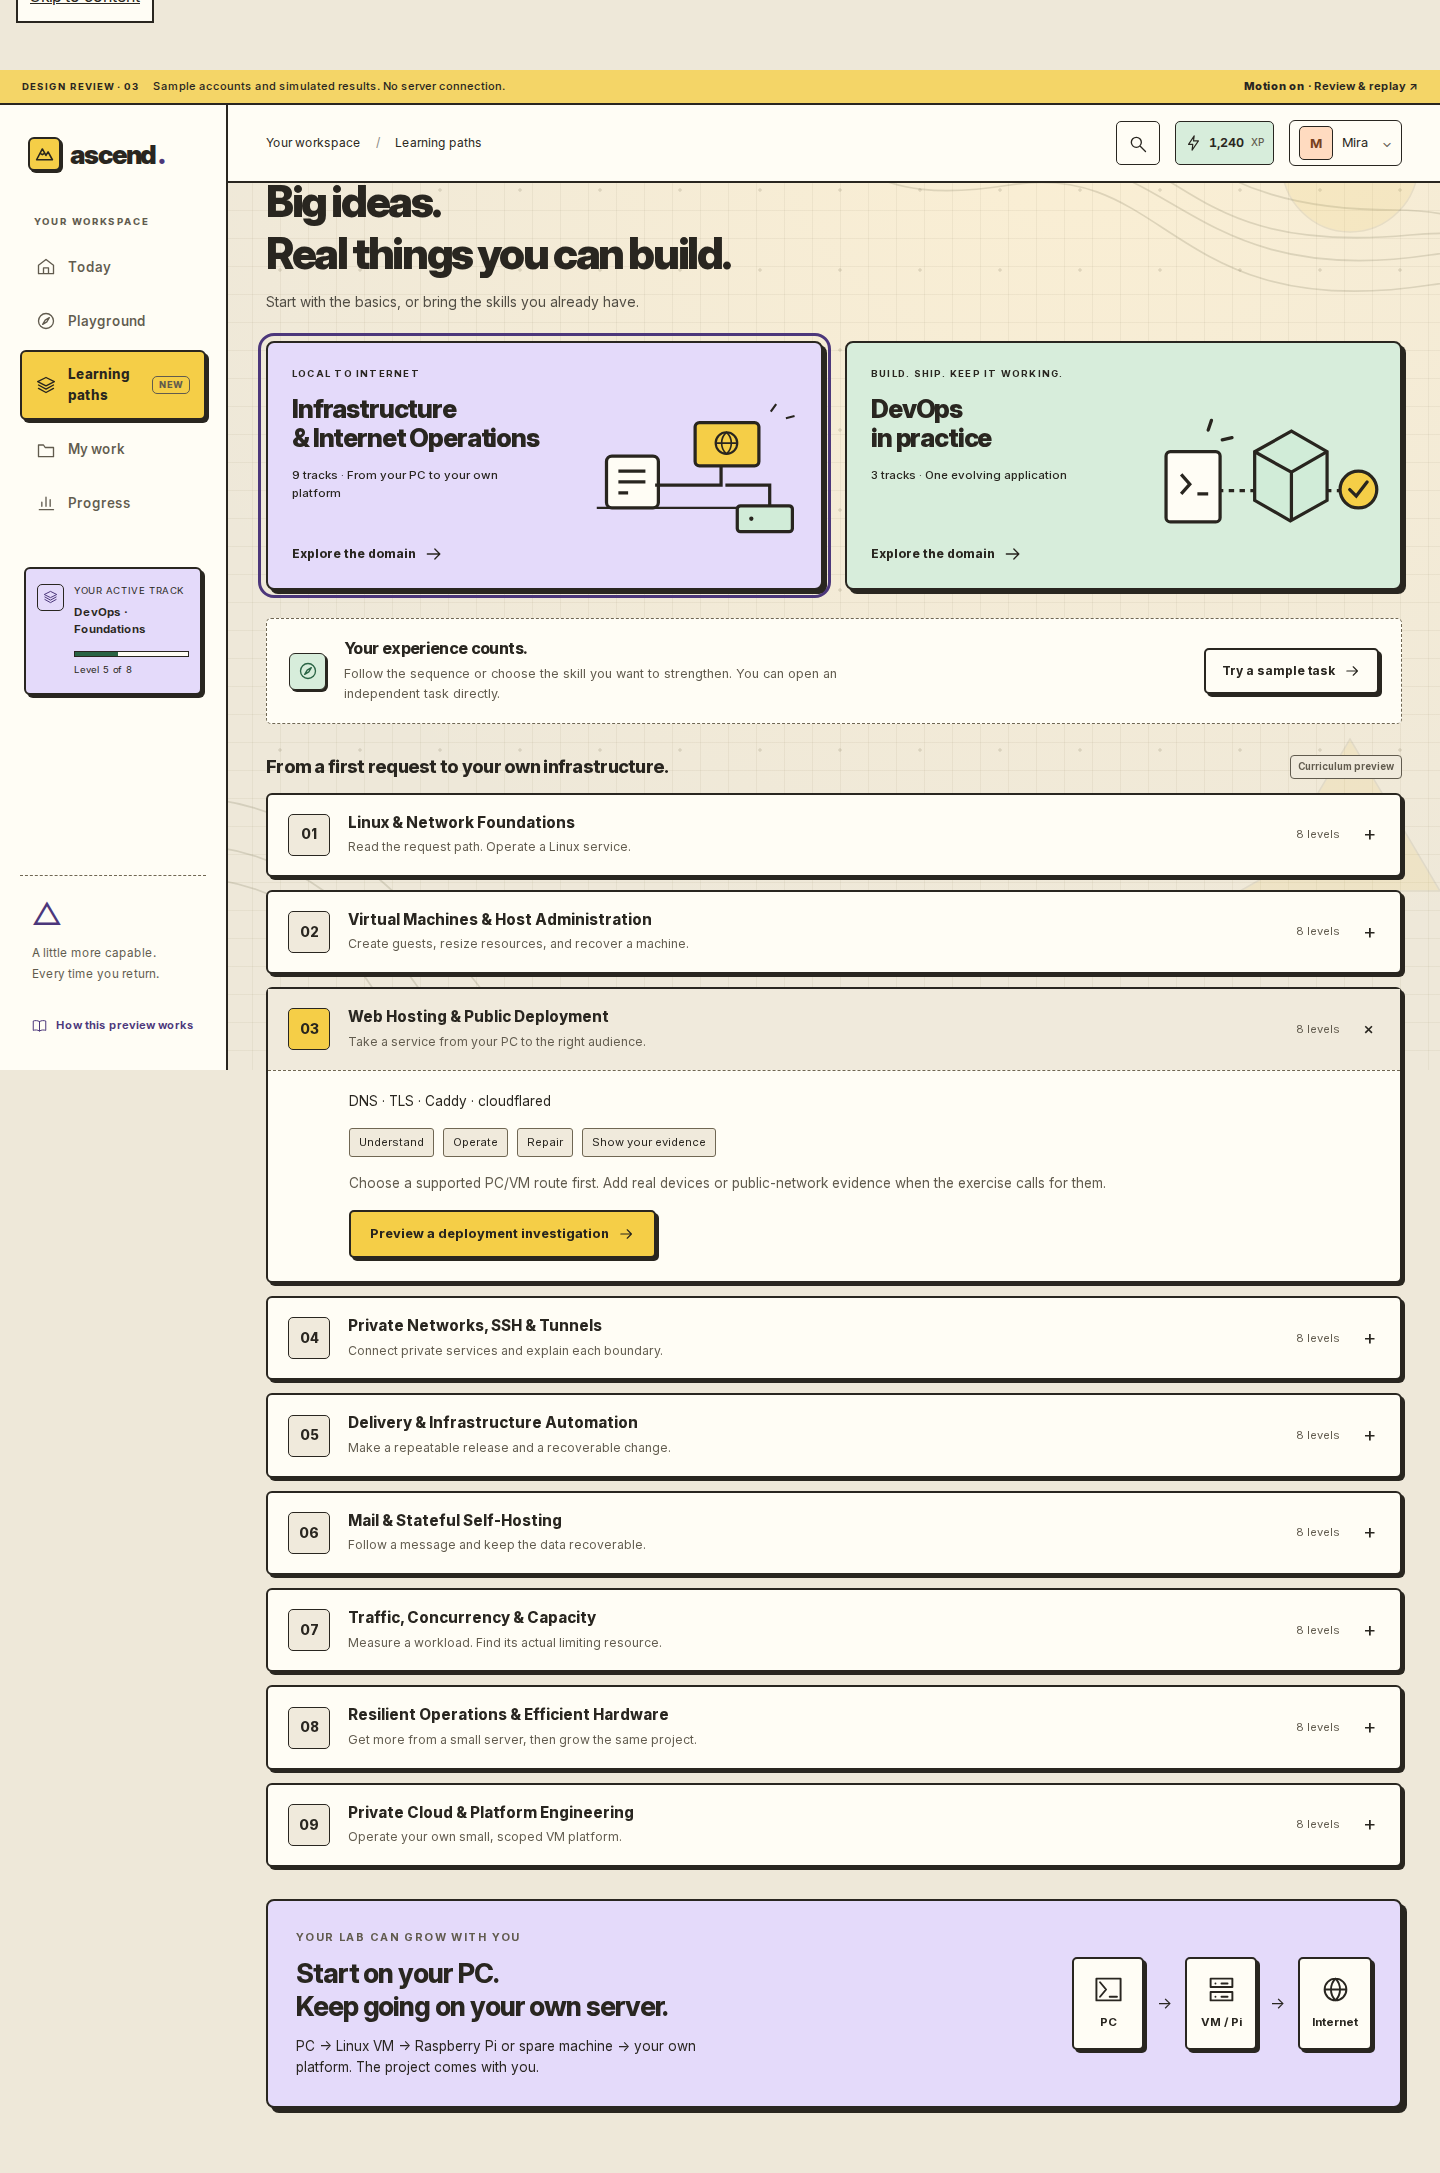 Skip to content
DESIGN REVIEW · 03 Sample accounts and simulated results. No server connection.
Motion on · Review & replay ↗
ascend.
Your workspace / Learning paths
1,240 XP
M Mira
YOUR WORKSPACE
Today
Playground
Learning
paths
NEW
My work
Progress
YOUR ACTIVE TRACK
DevOps ·
Foundations
Level 5 of 8
A little more capable.
Every time you return.
How this preview works
Big ideas.
Real things you can build.
Start with the basics, or bring the skills you already have.
LOCAL TO INTERNET
Infrastructure
& Internet Operations
9 tracks · From your PC to your own
platform
Explore the domain →
BUILD. SHIP. KEEP IT WORKING.
DevOps
in practice
3 tracks · One evolving application
Explore the domain →
Your experience counts.
Follow the sequence or choose the skill you want to strengthen. You can open an
independent task directly.
Try a sample task →
From a first request to your own infrastructure.
Curriculum preview
01
Linux & Network Foundations
Read the request path. Operate a Linux service.
8 levels +
02
Virtual Machines & Host Administration
Create guests, resize resources, and recover a machine.
8 levels +
03
Web Hosting & Public Deployment
Take a service from your PC to the right audience.
8 levels ×
DNS · TLS · Caddy · cloudflared
Understand
Operate
Repair
Show your evidence
Choose a supported PC/VM route first. Add real devices or public-network evidence when the exercise calls for them.
Preview a deployment investigation →
04
Private Networks, SSH & Tunnels
Connect private services and explain each boundary.
8 levels +
05
Delivery & Infrastructure Automation
Make a repeatable release and a recoverable change.
8 levels +
06
Mail & Stateful Self-Hosting
Follow a message and keep the data recoverable.
8 levels +
07
Traffic, Concurrency & Capacity
Measure a workload. Find its actual limiting resource.
8 levels +
08
Resilient Operations & Efficient Hardware
Get more from a small server, then grow the same project.
8 levels +
09
Private Cloud & Platform Engineering
Operate your own small, scoped VM platform.
8 levels +
YOUR LAB CAN GROW WITH YOU
Start on your PC.
Keep going on your own server.
PC → Linux VM → Raspberry Pi or spare machine → your own
platform. The project comes with you.
PC → VM / Pi → Internet